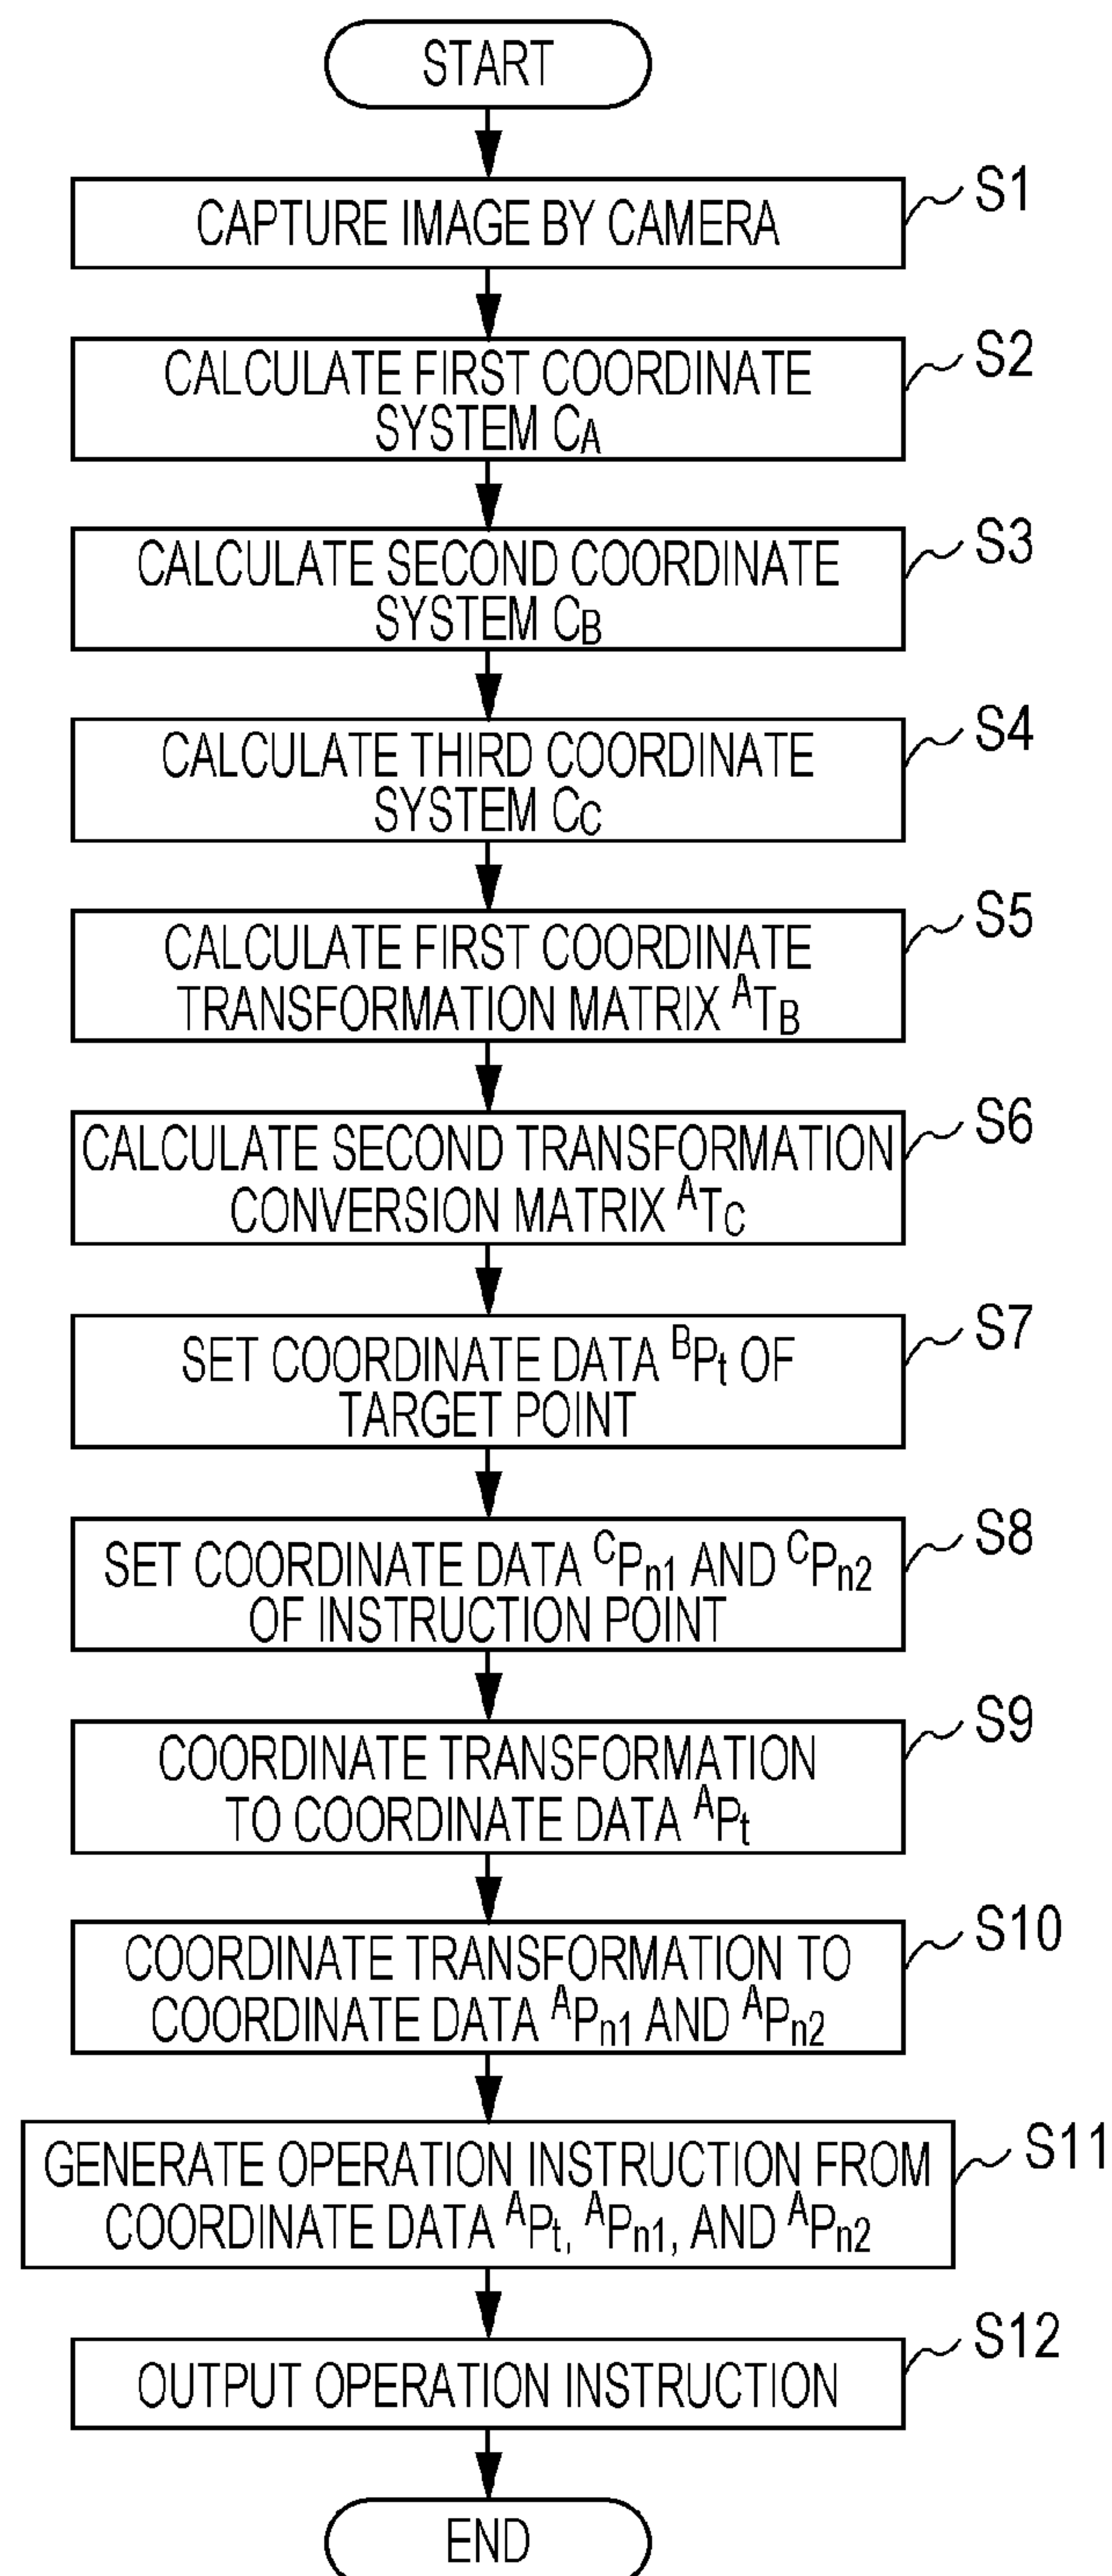 START
CAPTURE IMAGE BY CAMERA
S1
CALCULATE FIRST COORDINATE
SYSTEM CA
S2
CALCULATE SECOND COORDINATE
SYSTEM CB
S3
CALCULATE THIRD COORDINATE
SYSTEM CC
S4
CALCULATE FIRST COORDINATE
TRANSFORMATION MATRIX ATB
S5
CALCULATE SECOND TRANSFORMATION
CONVERSION MATRIX ATC
S6
SET COORDINATE DATA BPt OF
TARGET POINT
S7
SET COORDINATE DATA CPn1 AND CPn2
OF INSTRUCTION POINT
S8
COORDINATE TRANSFORMATION
TO COORDINATE DATA APt
S9
COORDINATE TRANSFORMATION TO
COORDINATE DATA APn1 AND APn2
S10
GENERATE OPERATION INSTRUCTION FROM
COORDINATE DATA APt, APn1, AND APn2
S11
OUTPUT OPERATION INSTRUCTION
S12
END